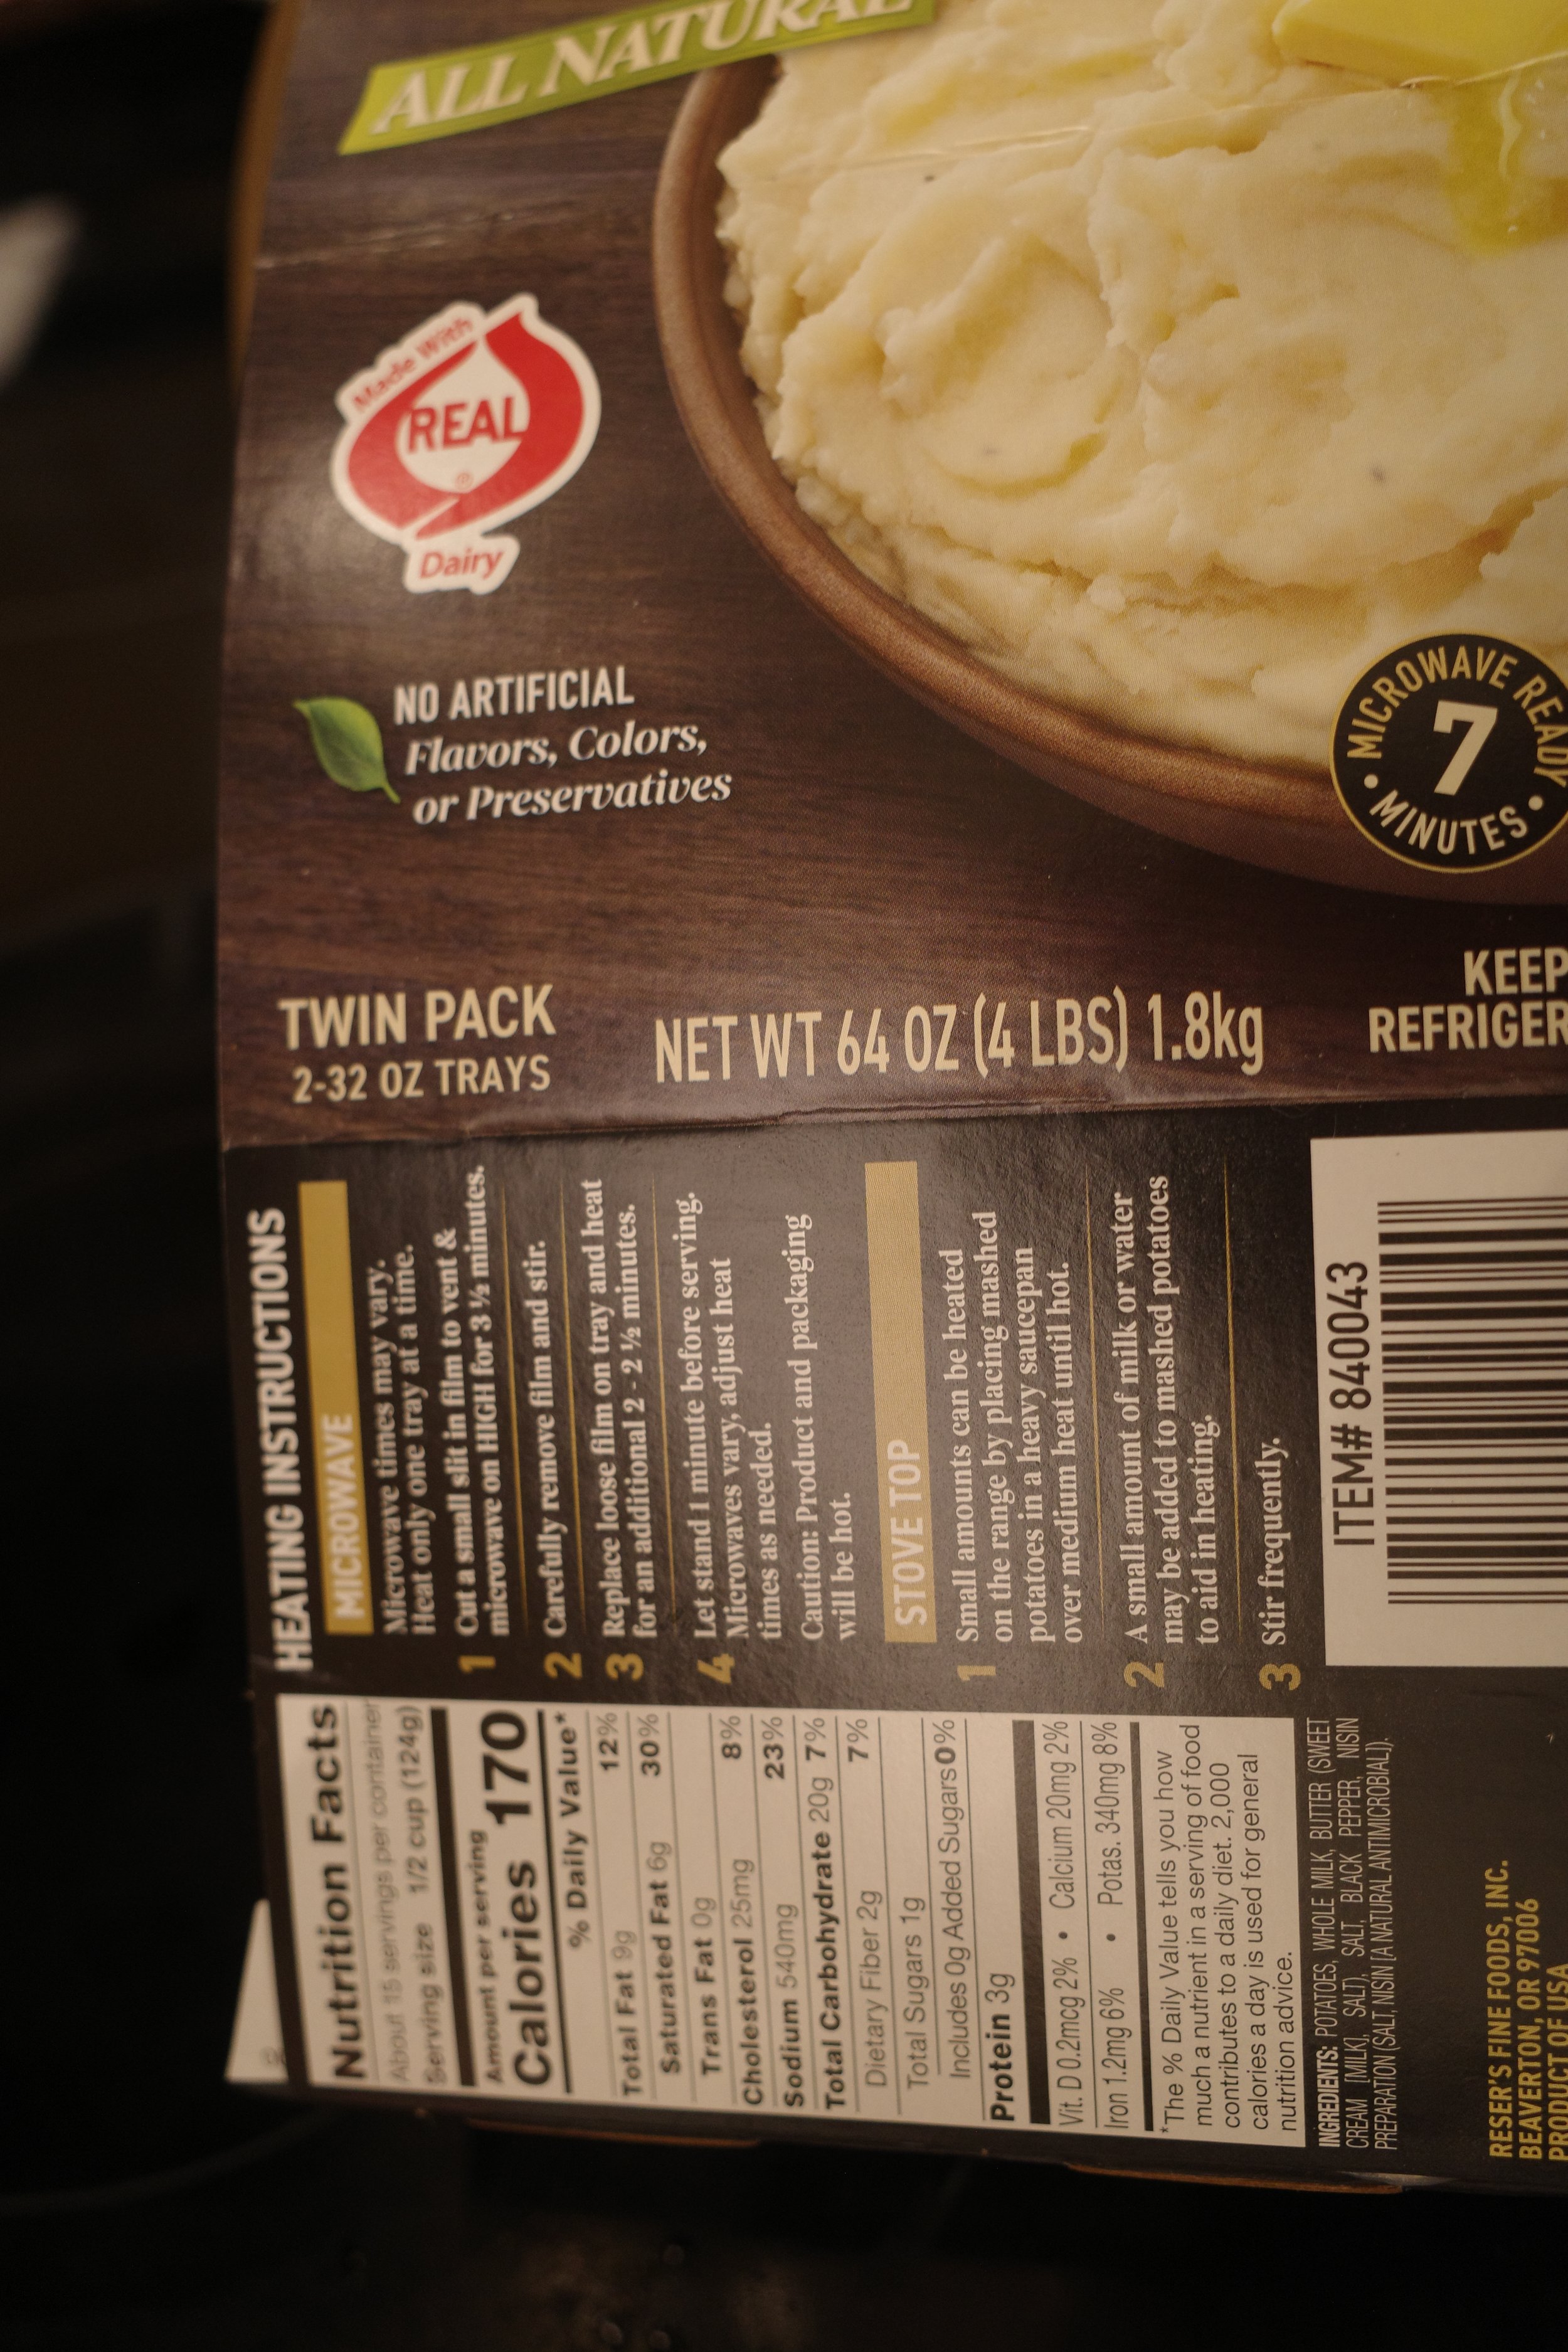 ALL NATURAL
Made With
REAL
®
Dairy
NO ARTIFICIAL
Flavors, Colors,
or Preservatives
MICROWAVE READY
7
MINUTES
TWIN PACK
2-32 OZ TRAYS
NET WT 64 OZ (4 LBS) 1.8kg
KEEP
REFRIGER
HEATING INSTRUCTIONS
MICROWAVE
Microwave times may vary.
Heat only one tray at a time.
1 Cut a small slit in film to vent &
microwave on HIGH for 3 ½ minutes.
2 Carefully remove film and stir.
3 Replace loose film on tray and heat
for an additional 2 - 2 ½ minutes.
4 Let stand 1 minute before serving.
Microwaves vary, adjust heat
times as needed.
Caution: Product and packaging
will be hot.
STOVE TOP
1 Small amounts can be heated
on the range by placing mashed
potatoes in a heavy saucepan
over medium heat until hot.
2 A small amount of milk or water
may be added to mashed potatoes
to aid in heating.
3 Stir frequently.
ITEM# 840043
Nutrition Facts
About 15 servings per container
Serving size 1/2 cup (124g)
Amount per serving
Calories 170
% Daily Value*
Total Fat 9g 12%
Saturated Fat 6g 30%
Trans Fat 0g
Cholesterol 25mg 8%
Sodium 540mg 23%
Total Carbohydrate 20g 7%
Dietary Fiber 2g 7%
Total Sugars 1g
Includes 0g Added Sugars 0%
Protein 3g
Vit. D 0.2mcg 2% • Calcium 20mg 2%
Iron 1.2mg 6% • Potas. 340mg 8%
*The % Daily Value tells you how
much a nutrient in a serving of food
contributes to a daily diet. 2,000
calories a day is used for general
nutrition advice.
INGREDIENTS: POTATOES, WHOLE MILK, BUTTER (SWEET
CREAM [MILK], SALT), SALT, BLACK PEPPER, NISIN
PREPARATION (SALT, NISIN [A NATURAL ANTIMICROBIAL]).
RESER'S FINE FOODS, INC.
BEAVERTON, OR 97006
PRODUCT OF USA